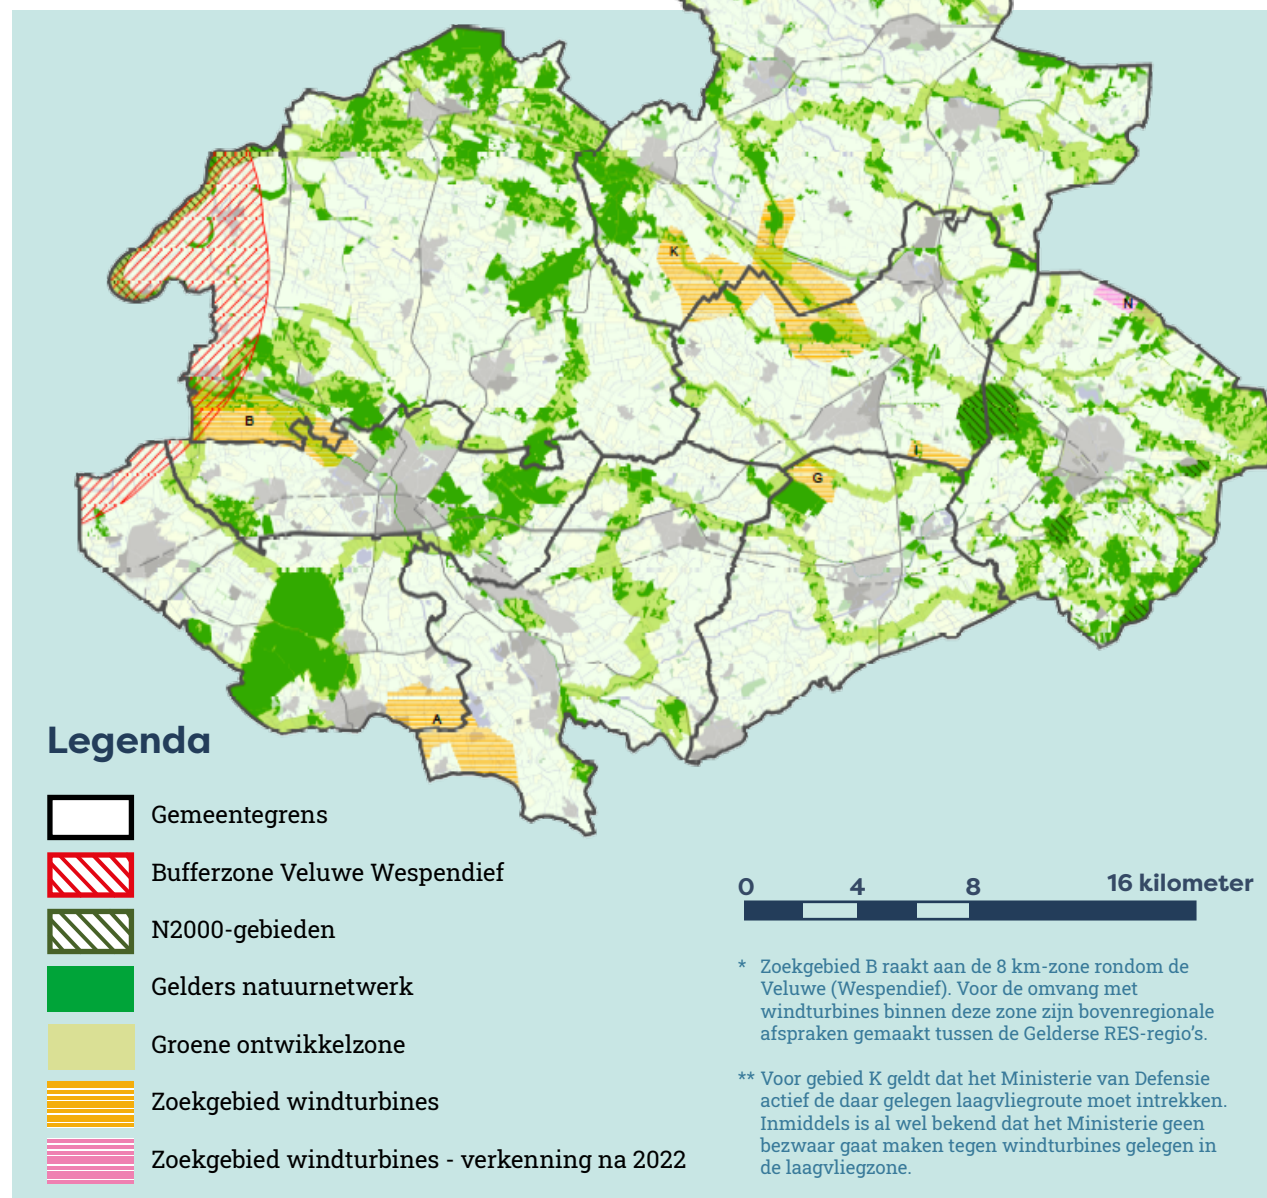 K
N
B
I
G
A
Legenda
Gemeentegrens
Bufferzone Veluwe Wespendief
N2000-gebieden
Gelders natuurnetwerk
Groene ontwikkelzone
Zoekgebied windturbines
Zoekgebied windturbines - verkenning na 2022
0 4 8 16 kilometer
* Zoekgebied B raakt aan de 8 km-zone rondom de
Veluwe (Wespendief). Voor de omvang met
windturbines binnen deze zone zijn bovenregionale
afspraken gemaakt tussen de Gelderse RES-regio's.
** Voor gebied K geldt dat het Ministerie van Defensie
actief de daar gelegen laagvliegroute moet intrekken.
Inmiddels is al wel bekend dat het Ministerie geen
bezwaar gaat maken tegen windturbines gelegen in
de laagvliegzone.